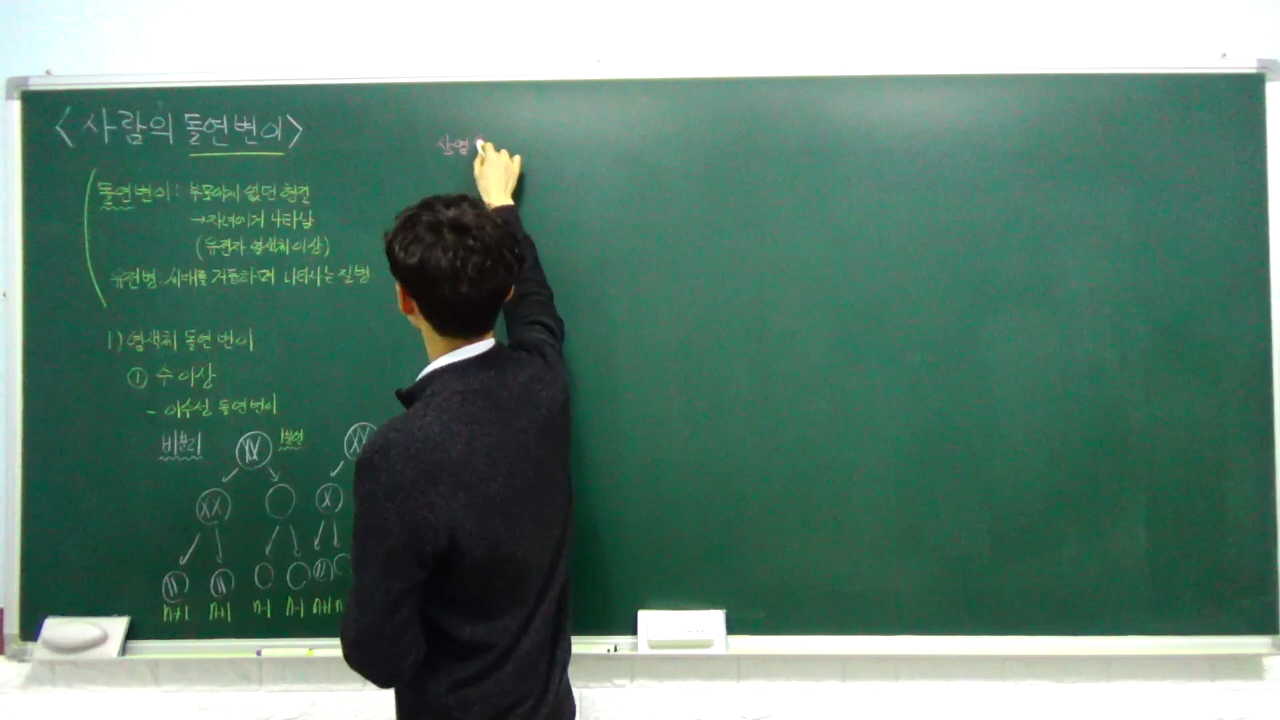 <사람의 돌연변이>
돌연변이: 부모에게 없던 형질
→자녀에게 나타남
(유전자, 염색체 이상)
유전병: 세대를 거듭하며 나타나는 질병
1) 염색체 돌연변이
① 수 이상
- 이수성 돌연변이
비분리 1분열
n+1 n+1 n-1 n-1 n+1